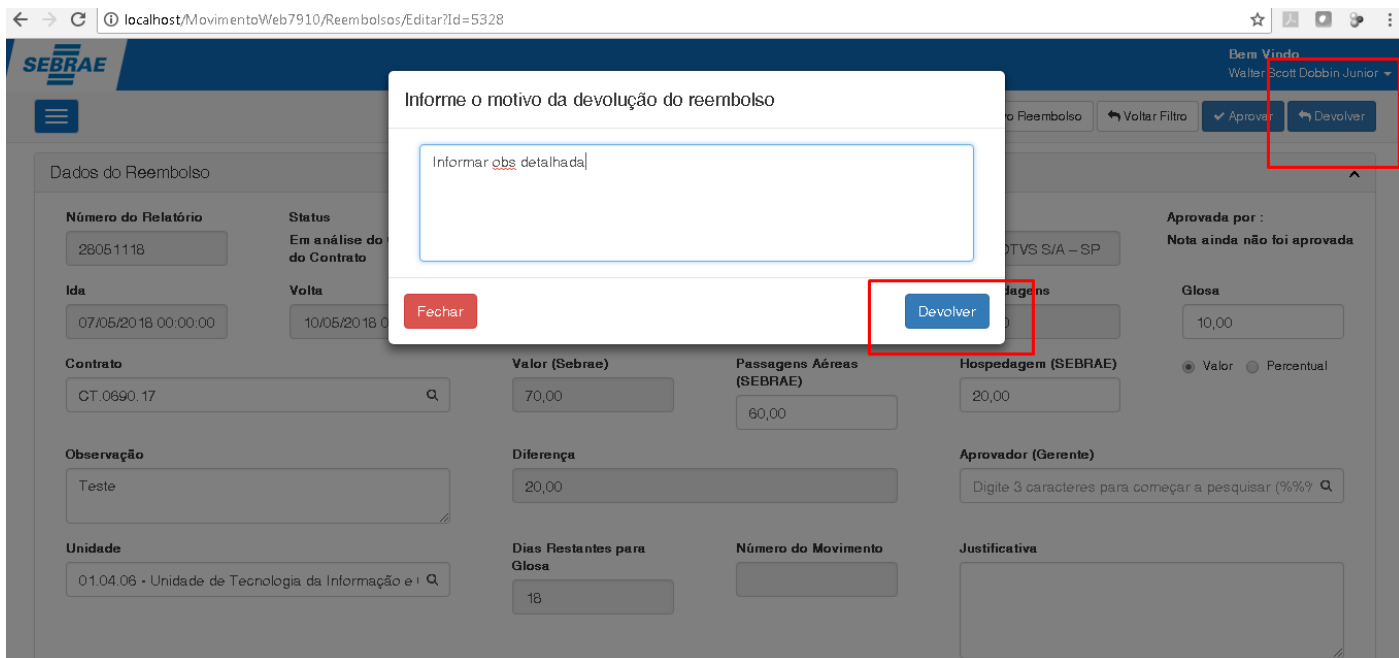 localhost/MovimentoWeb7910/Reembolsos/Editar?Id=5328
SEBRAE
Bem Vindo
Walter Scott Dobbin Junior
Informe o motivo da devolução do reembolso
Reembolso
Voltar Filtro
Aprovar
Devolver
Informar obs detalhada
Fechar
Devolver
Dados do Reembolso
Número do Relatório
Status
Aprovada por :
28051118
Em análise do
do Contrato
OTVS S/A – SP
Nota ainda não foi aprovada
Ida
Volta
Glosa
07/05/2018 00:00:00
10/05/2018 0
10,00
Contrato
Valor (Sebrae)
Passagens Aéreas
(SEBRAE)
Hospedagem (SEBRAE)
Valor
Percentual
CT.0690.17
70,00
60,00
20,00
Observação
Diferença
Aprovador (Gerente)
Teste
20,00
Digite 3 caracteres para começar a pesquisar (%%%
Unidade
Dias Restantes para
Glosa
Número do Movimento
Justificativa
01.04.06 - Unidade de Tecnologia da Informação e
18